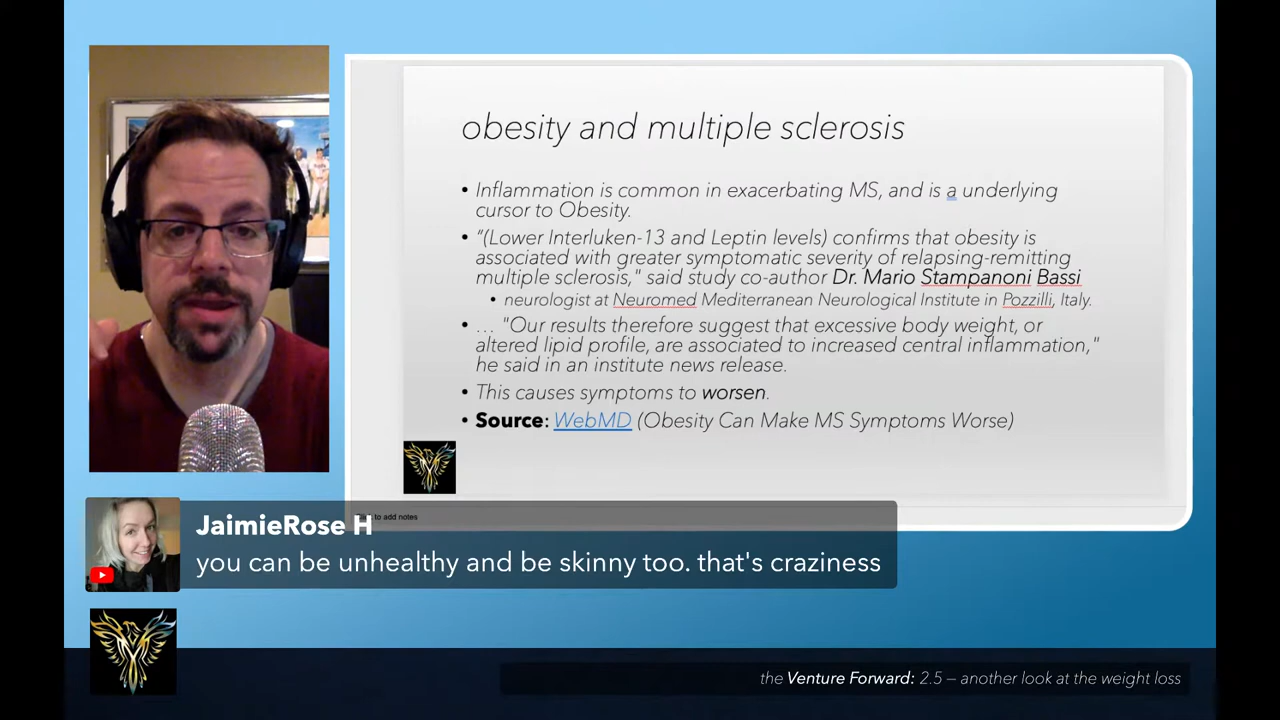 obesity and multiple sclerosis
• Inflammation is common in exacerbating MS, and is a underlying
cursor to Obesity.
• "(Lower Interluken-13 and Leptin levels) confirms that obesity is
associated with greater symptomatic severity of relapsing-remitting
multiple sclerosis," said study co-author Dr. Mario Stampanoni Bassi
• neurologist at Neuromed Mediterranean Neurological Institute in Pozzilli, Italy.
• … "Our results therefore suggest that excessive body weight, or
altered lipid profile, are associated to increased central inflammation,"
he said in an institute news release.
• This causes symptoms to worsen.
• Source: WebMD (Obesity Can Make MS Symptoms Worse)
to add notes
JaimieRose H
you can be unhealthy and be skinny too. that's craziness
the Venture Forward: 2.5 – another look at the weight loss